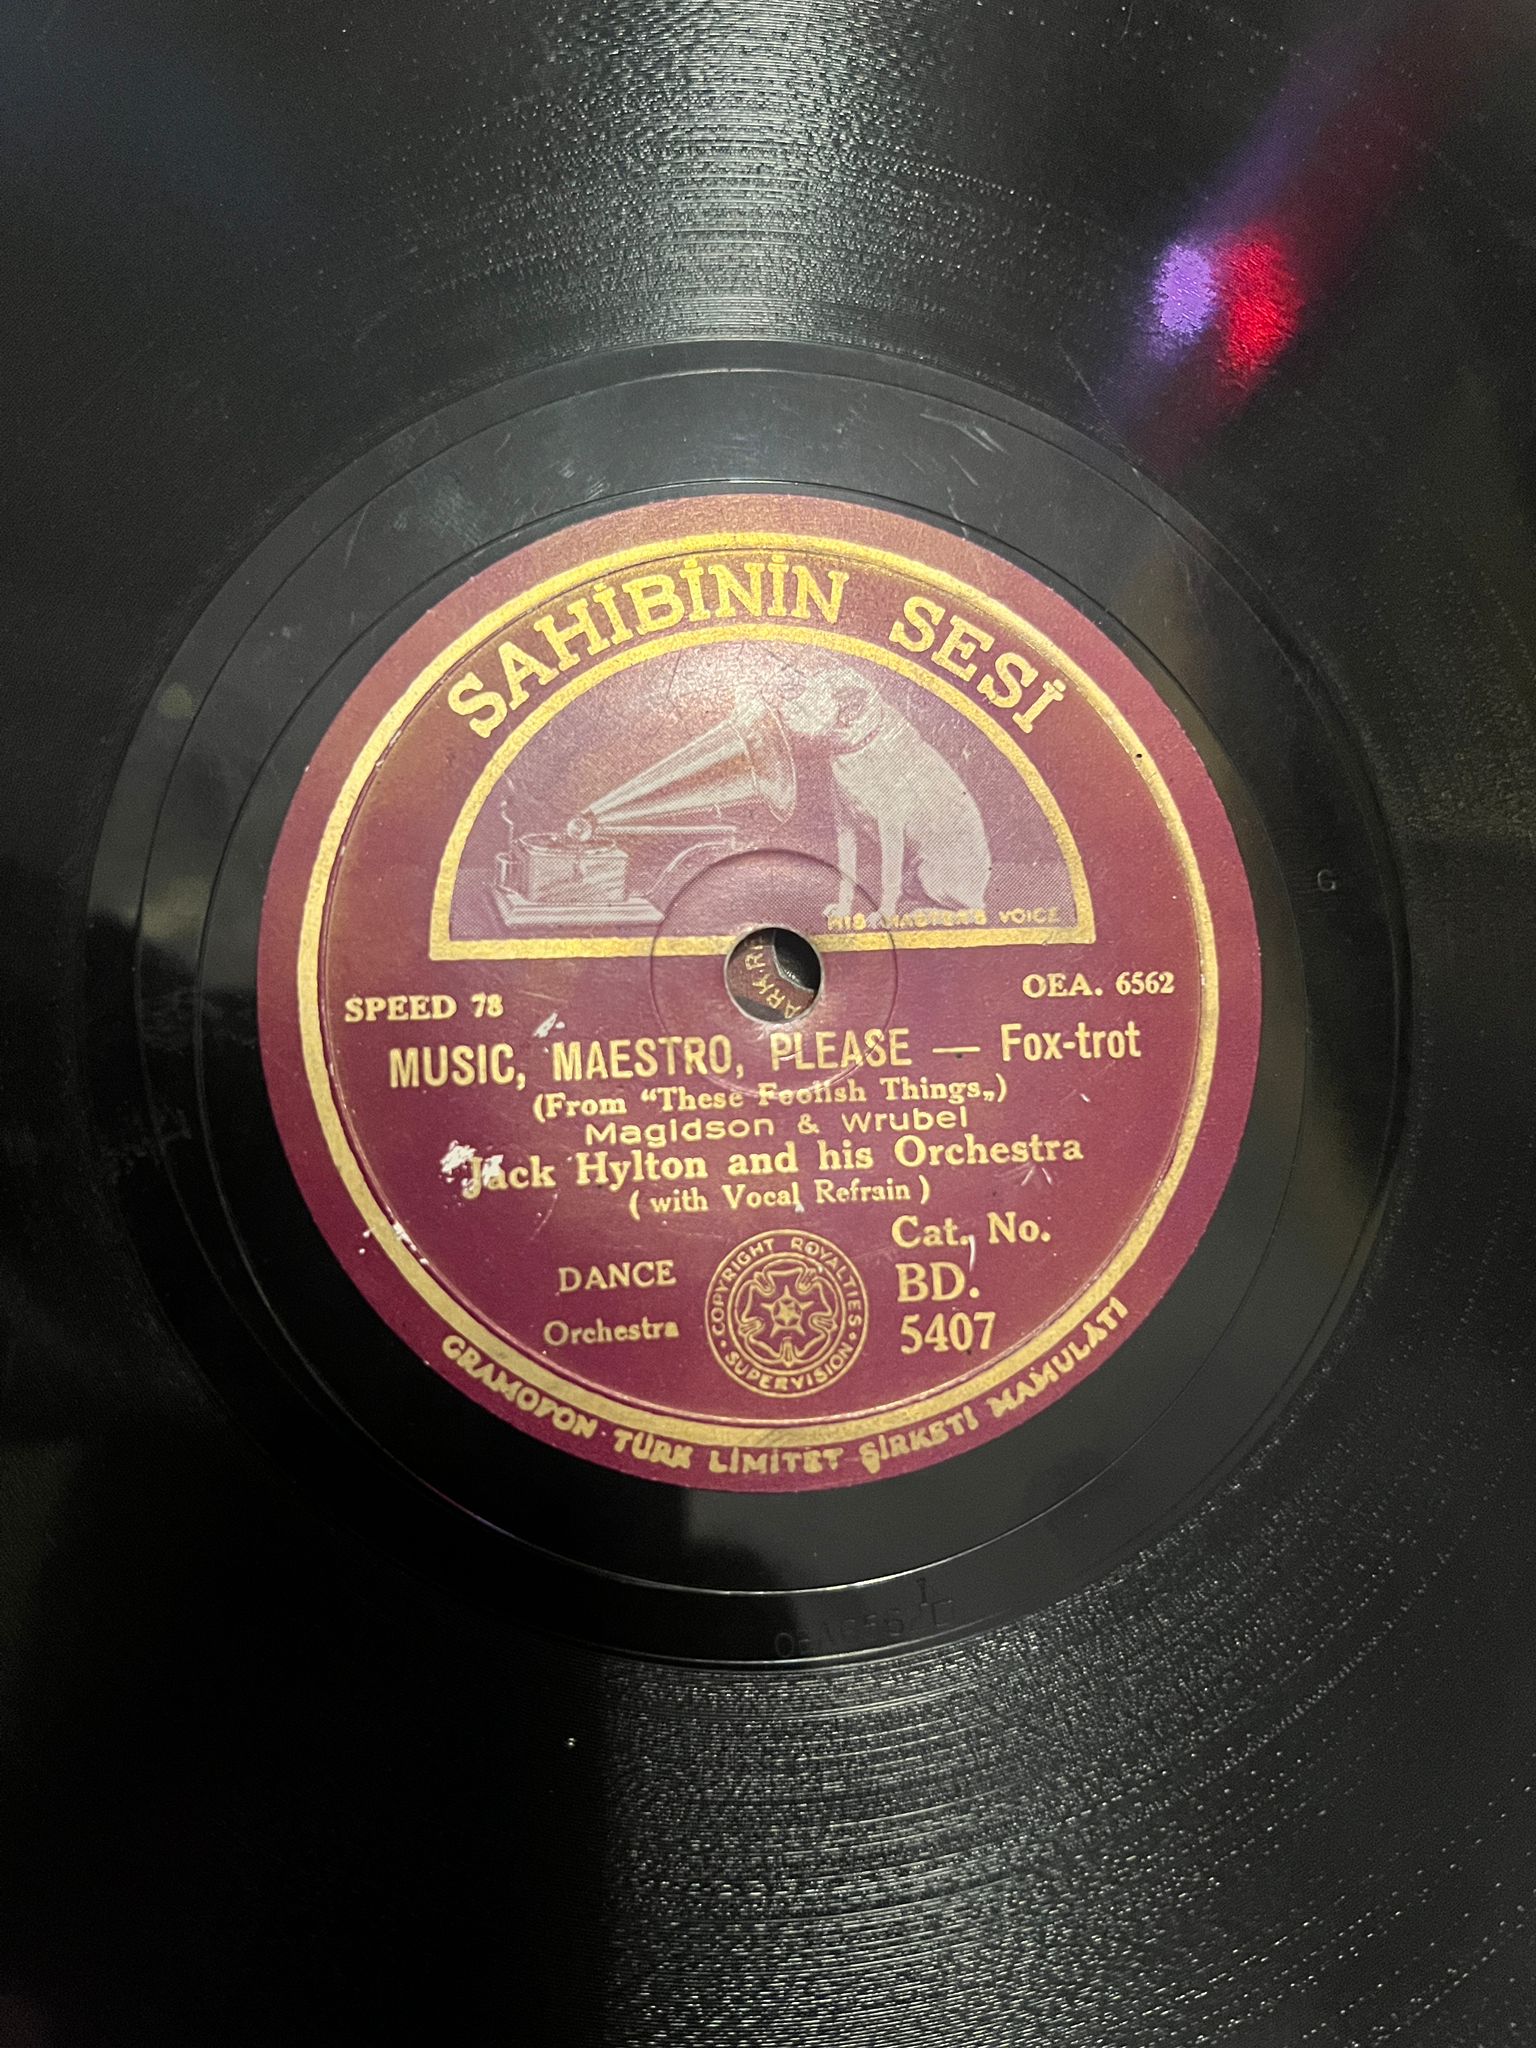 SAHİBİNİN SESİ
HIS MASTER'S VOICE
SPEED 78
OEA. 6562
MUSIC, MAESTRO, PLEASE — Fox-trot
(From “These Foolish Things„)
Magidson & Wrubel
Jack Hylton and his Orchestra
(with Vocal Refrain)
DANCE
Orchestra
COPYRIGHT ROYALTIES
SUPERVISION
Cat. No.
BD.
5407
GRAMOFON TÜRK LİMİTET ŞİRKETİ MAMULÂTI
G